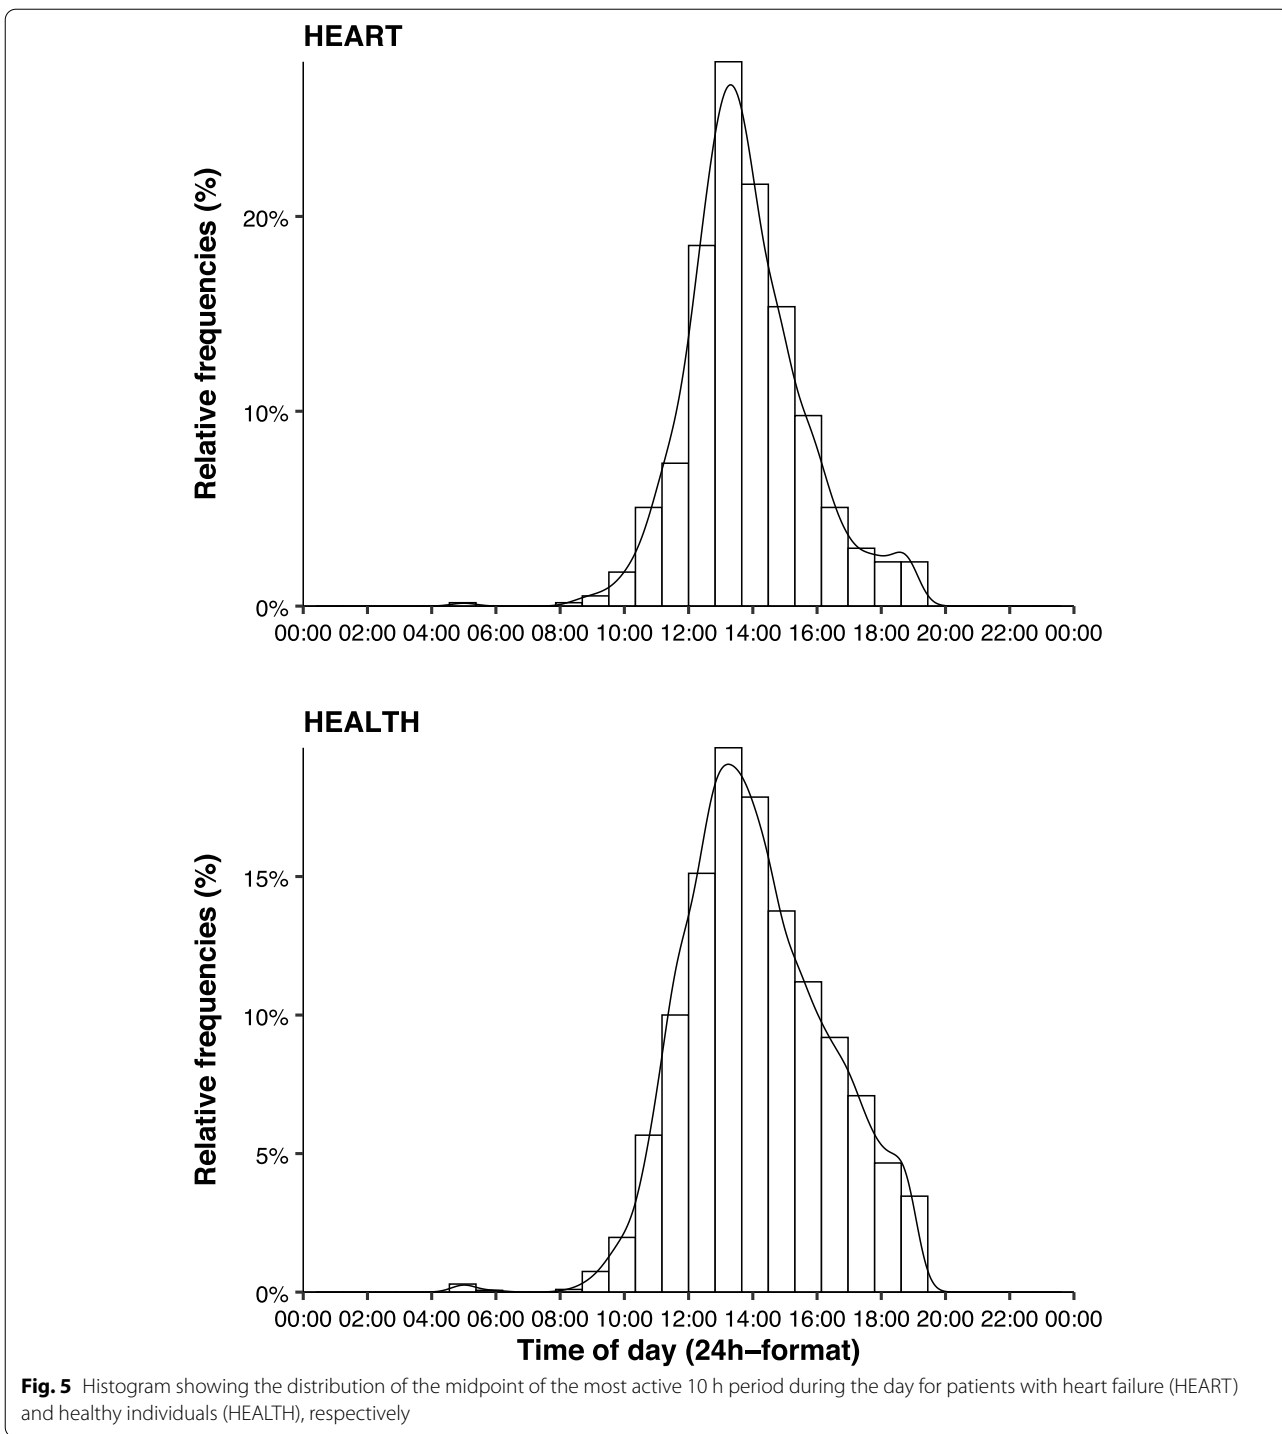 HEART
Relative frequencies (%)
20%
10%
0%
00:00 02:00 04:00 06:00 08:00 10:00 12:00 14:00 16:00 18:00 20:00 22:00 00:00
HEALTH
Relative frequencies (%)
15%
10%
5%
0%
00:00 02:00 04:00 06:00 08:00 10:00 12:00 14:00 16:00 18:00 20:00 22:00 00:00
Time of day (24h–format)
Fig. 5 Histogram showing the distribution of the midpoint of the most active 10 h period during the day for patients with heart failure (HEART)
and healthy individuals (HEALTH), respectively